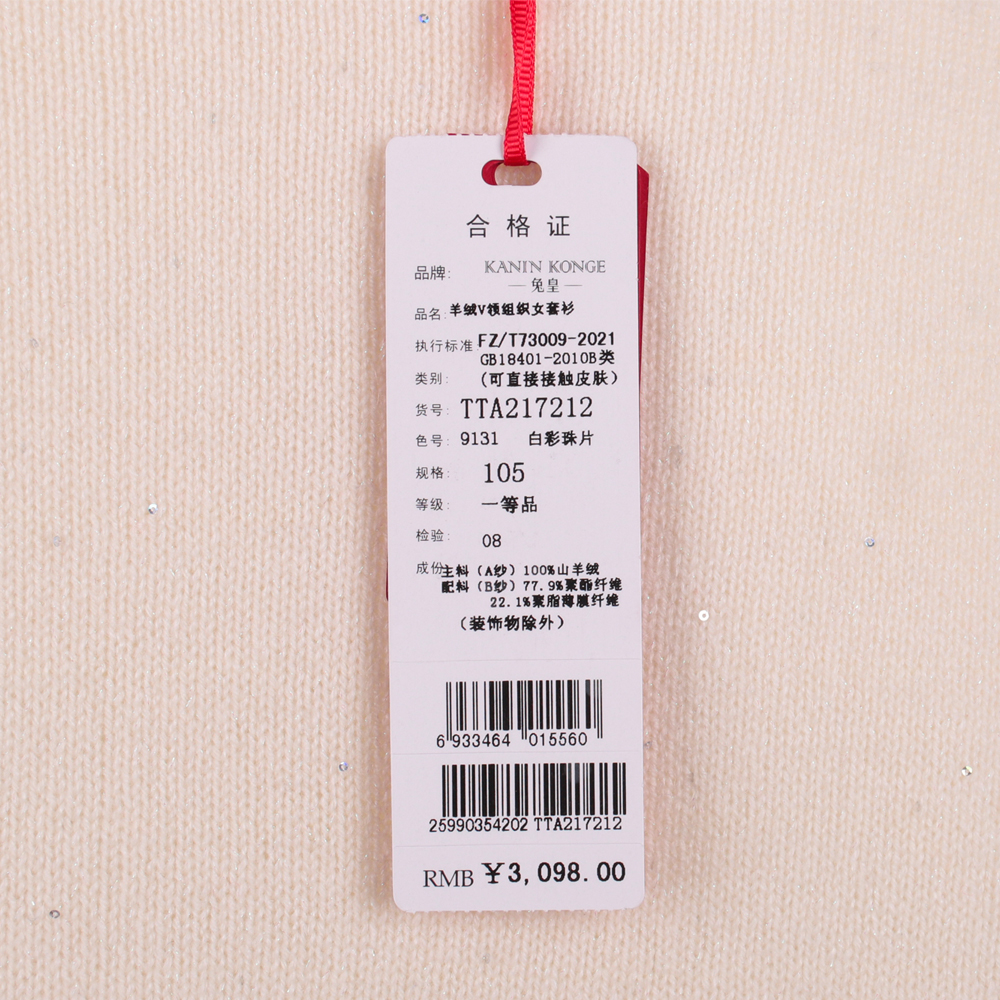 合格证
品牌: KANIN KONGE
— 兔皇 —
品名: 羊绒V领组织女套衫
执行标准 FZ/T73009-2021
GB18401-2010B类
类别: (可直接接触皮肤)
货号: TTA217212
色号: 9131 白彩珠片
规格: 105
等级: 一等品
检验: 08
成份: 主料(A纱)100%山羊绒
配料(B纱)77.9%聚酯纤维
22.1%聚脂薄膜纤维
(装饰物除外)
6 933464 015560
25990354202 TTA217212
RMB ¥3,098.00